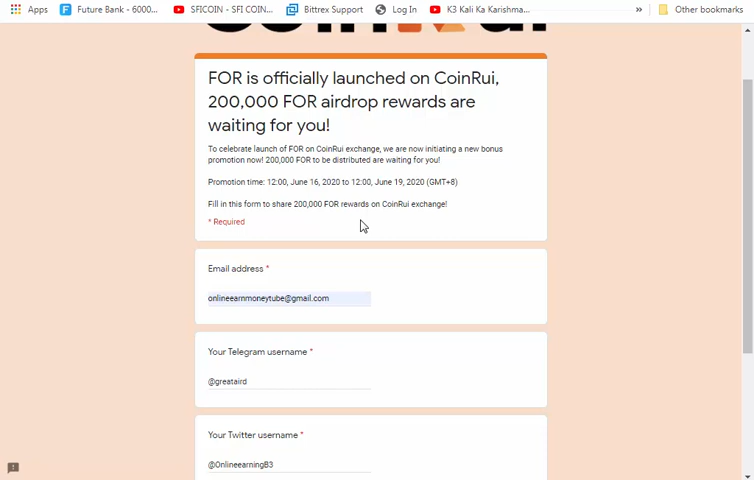 Apps
Future Bank - 6000...
SFICOIN - SFI COIN...
Bittrex Support
Log In
K3 Kali Ka Karishma...
»
Other bookmarks
FOR is officially launched on CoinRui,
200,000 FOR airdrop rewards are
waiting for you!
To celebrate launch of FOR on CoinRui exchange, we are now initiating a new bonus
promotion now! 200,000 FOR to be distributed are waiting for you!
Promotion time: 12:00, June 16, 2020 to 12:00, June 19, 2020 (GMT+8)
Fill in this form to share 200,000 FOR rewards on CoinRui exchange!
* Required
Email address *
onlineearnmoneytube@gmail.com
Your Telegram username *
@greataird
Your Twitter username *
@OnlineearningB3